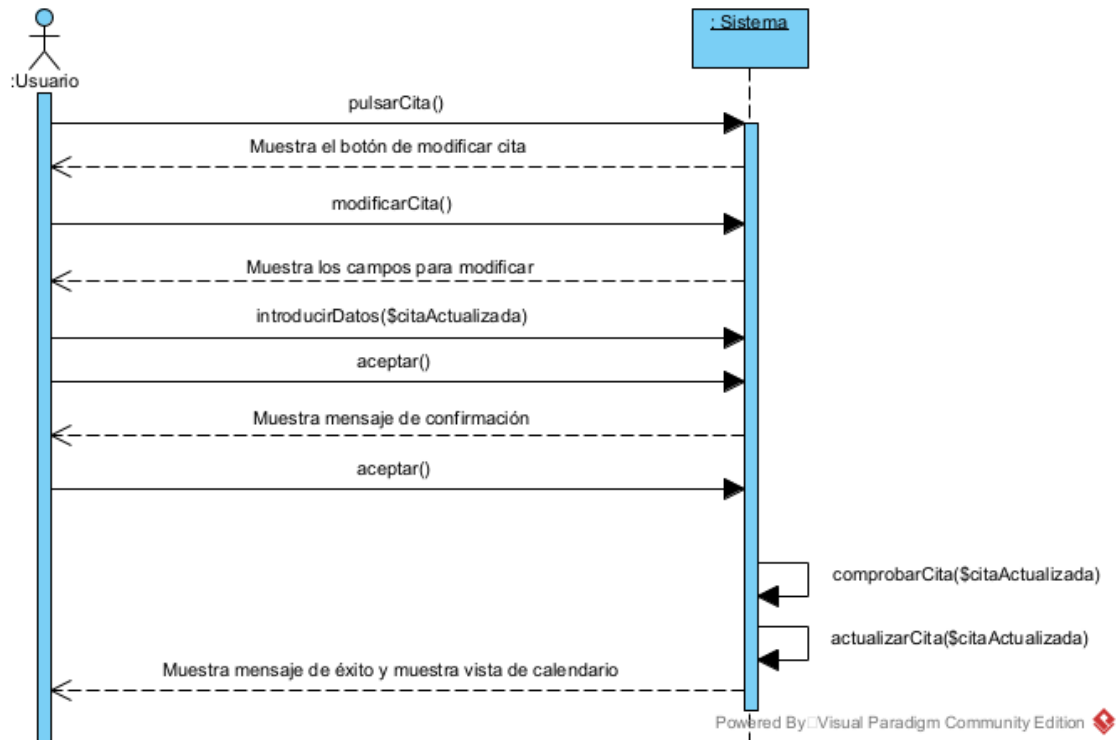 : Sistema
:Usuario
pulsarCita()
Muestra el botón de modificar cita
modificarCita()
Muestra los campos para modificar
introducirDatos($citaActualizada)
aceptar()
Muestra mensaje de confirmación
aceptar()
comprobarCita($citaActualizada)
actualizarCita($citaActualizada)
Muestra mensaje de éxito y muestra vista de calendario
Powered By Visual Paradigm Community Edition